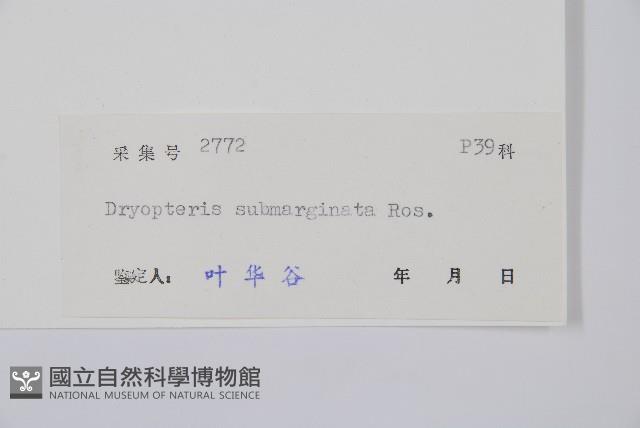 采集号 2772 P39科
Dryopteris submarginata Ros.
鉴定人: 叶华谷 年 月 日
國立自然科學博物館
NATIONAL MUSEUM OF NATURAL SCIENCE